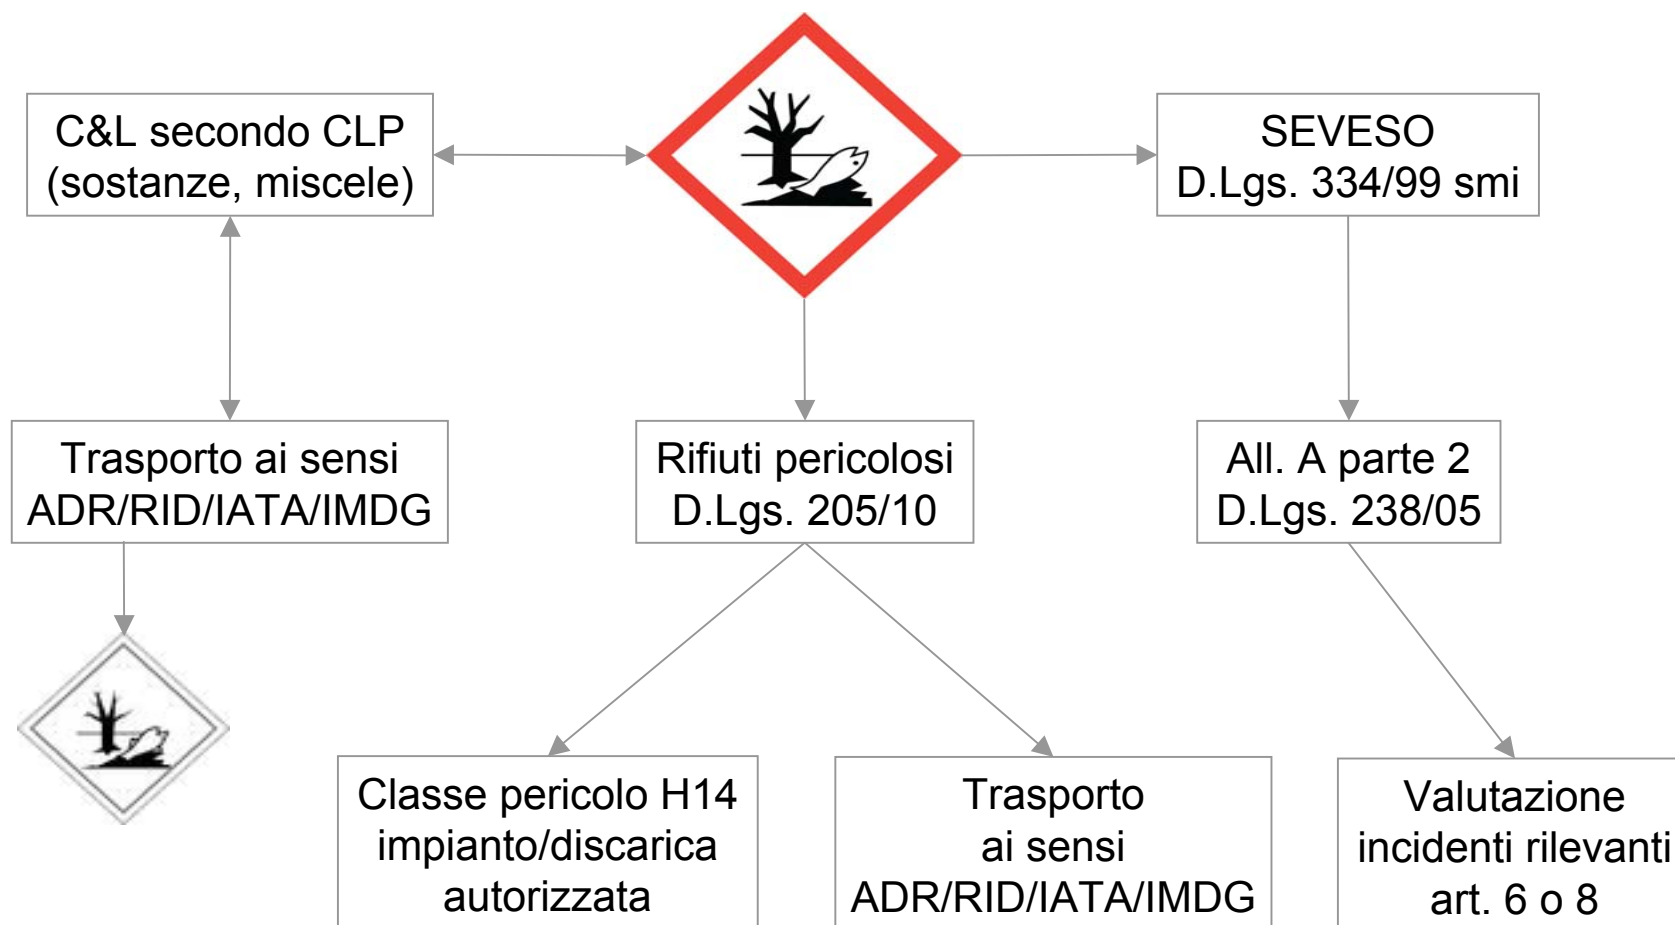 C&L secondo CLP
(sostanze, miscele)
SEVESO
D.Lgs. 334/99 smi
Trasporto ai sensi
ADR/RID/IATA/IMDG
Rifiuti pericolosi
D.Lgs. 205/10
All. A parte 2
D.Lgs. 238/05
Classe pericolo H14
impianto/discarica
autorizzata
Trasporto
ai sensi
ADR/RID/IATA/IMDG
Valutazione
incidenti rilevanti
art. 6 o 8